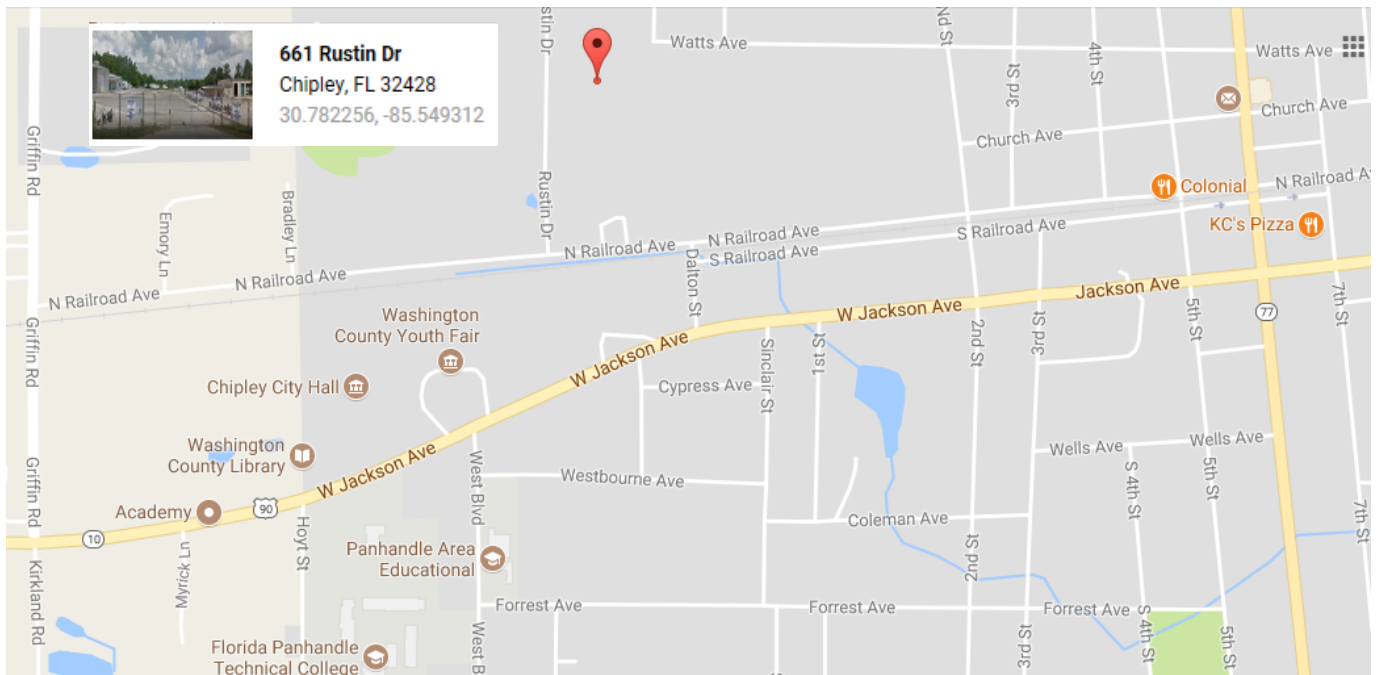 661 Rustin Dr
Chipley, FL 32428
30.782256, -85.549312
stin Dr
Watts Ave
Nd St
3rd St
4th St
Watts Ave
Church Ave
Church Ave
Griffin Rd
Rustin Dr
Bradley Ln
Emory Ln
Colonial
N Railroad A
KC's Pizza
N Railroad Ave
S Railroad Ave
N Railroad Ave
S Railroad Ave
N Railroad Ave
N Railroad Ave
Dalton St
Jackson Ave
W Jackson Ave
7th St
5th St
77
Washington
County Youth Fair
Griffin Rd
W Jackson Ave
Sinclair St
1st St
2nd St
3rd St
Chipley City Hall
Cypress Ave
Washington
County Library
Wells Ave
Wells Ave
W Jackson Ave
Westbourne Ave
Griffin Rd
West Blvd
S 4th St
5th St
7th St
Academy
90
10
Coleman Ave
Hoyt St
Myrick Ln
Kirkland Rd
Panhandle Area
Educational
2nd St
Forrest Ave
Forrest Ave
Forrest Ave
West B
3rd St
S 4th St
5th St
Florida Panhandle
Technical College